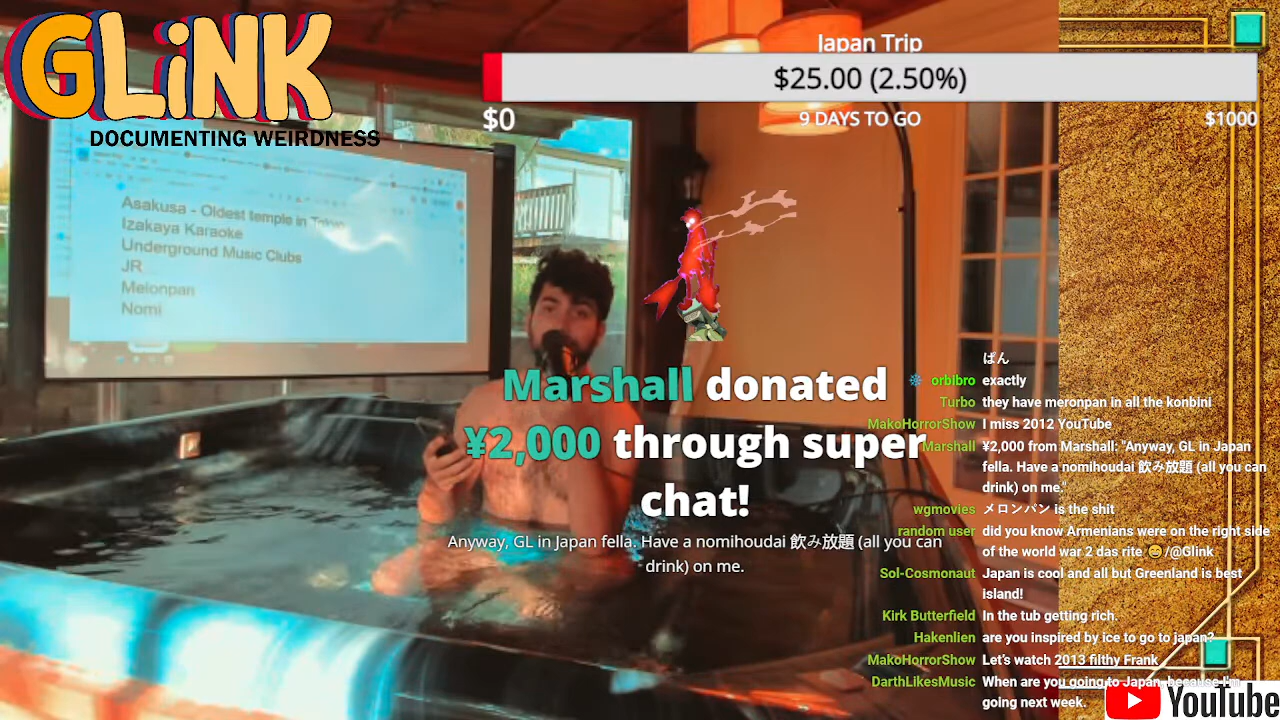 GLiNK
DOCUMENTING WEIRDNESS
Japan Trip
$25.00 (2.50%)
$0
9 DAYS TO GO
$1000
Asakusa - Oldest temple in Tokyo
Izakaya Karaoke
Underground Music Clubs
JR
Melonpan
Nomi
Marshall donated
¥2,000 through super
chat!
Anyway, GL in Japan fella. Have a nomihoudai 飲み放題 (all you can
drink) on me.
ぱん
orblbro exactly
Turbo they have meronpan in all the konbini
MakoHorrorShow I miss 2012 YouTube
Marshall ¥2,000 from Marshall: "Anyway, GL in Japan
fella. Have a nomihoudai 飲み放題 (all you can
drink) on me."
wgmovies メロンパン is the shit
random user did you know Armenians were on the right side
of the world war 2 das rite 😄/@Glink
Sol-Cosmonaut Japan is cool and all but Greenland is best
island!
Kirk Butterfield In the tub getting rich.
Hakenlien are you inspired by ice to go to japan?
MakoHorrorShow Let's watch 2013 filthy Frank
DarthLikesMusic When are you going to Japan, because I'm
going next week.
YouTube